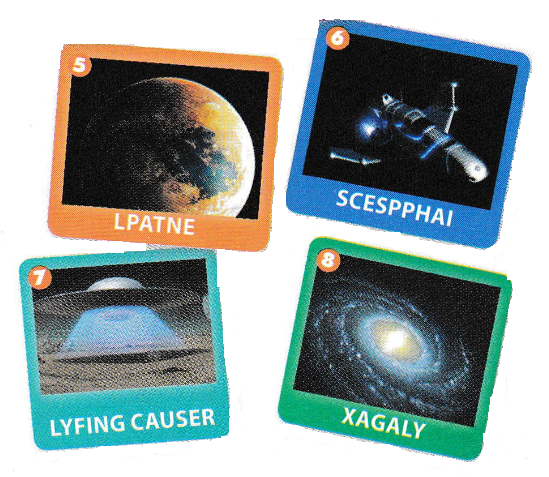 5
LPATNE
6
SCESPPHAI
7
LYFING CAUSER
8
XAGALY